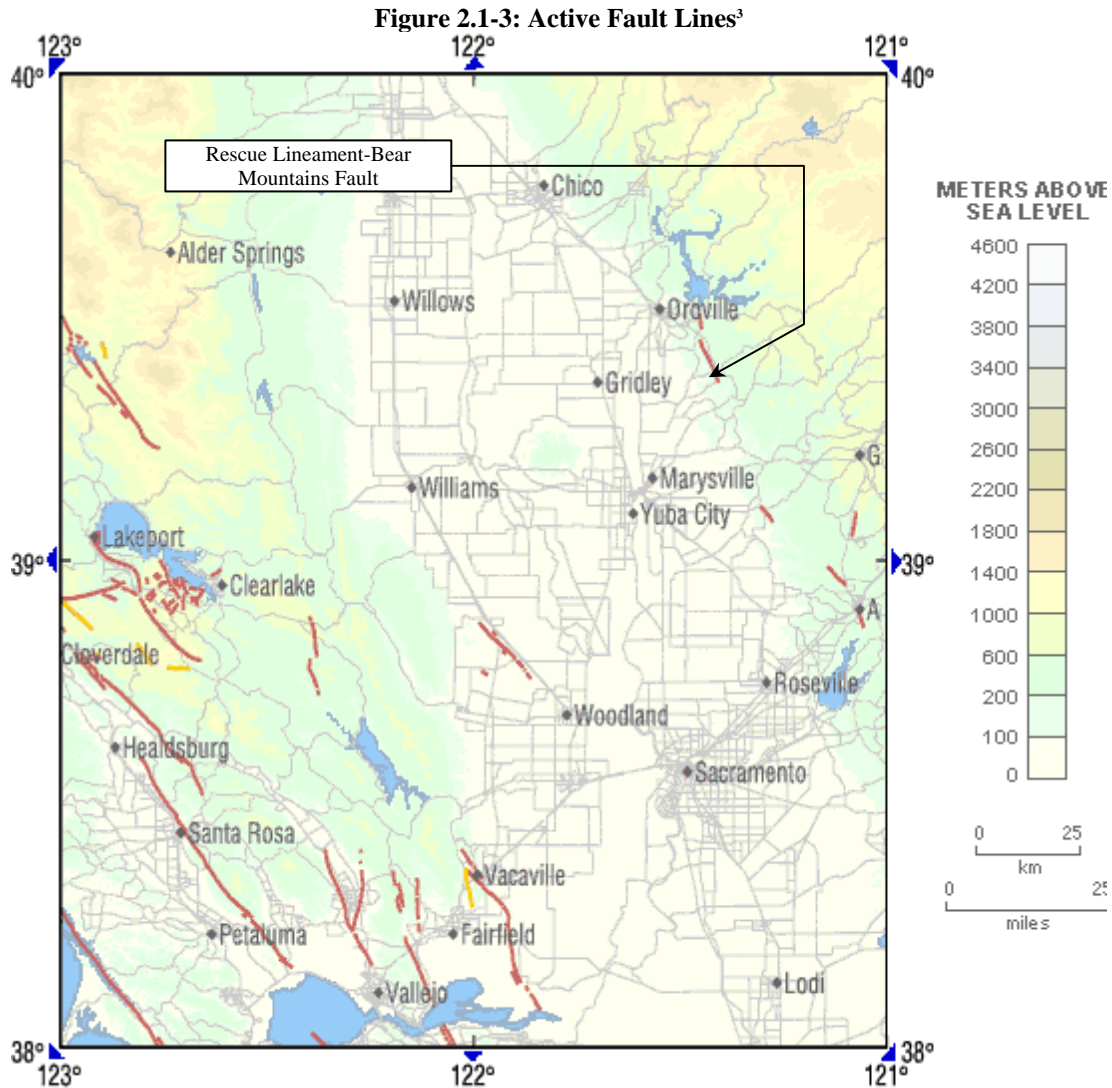 Figure 2.1-3: Active Fault Lines³
123° 122° 121°
40° 40°
Rescue Lineament-Bear
Mountains Fault
Chico
METERS ABOVE
SEA LEVEL
Alder Springs
4600
4200
3800
3400
3000
2600
2200
1800
1400
1000
600
200
100
0
Willows
Oroville
Gridley
G
Williams
Marysville
Yuba City
Lakeport
39° 39°
Clearlake
A
Cloverdale
Roseville
Woodland
Healdsburg
Sacramento
Santa Rosa
0 25
km
0 25
miles
Vacaville
Petaluma
Fairfield
Vallejo
Lodi
38° 38°
123° 122° 121°